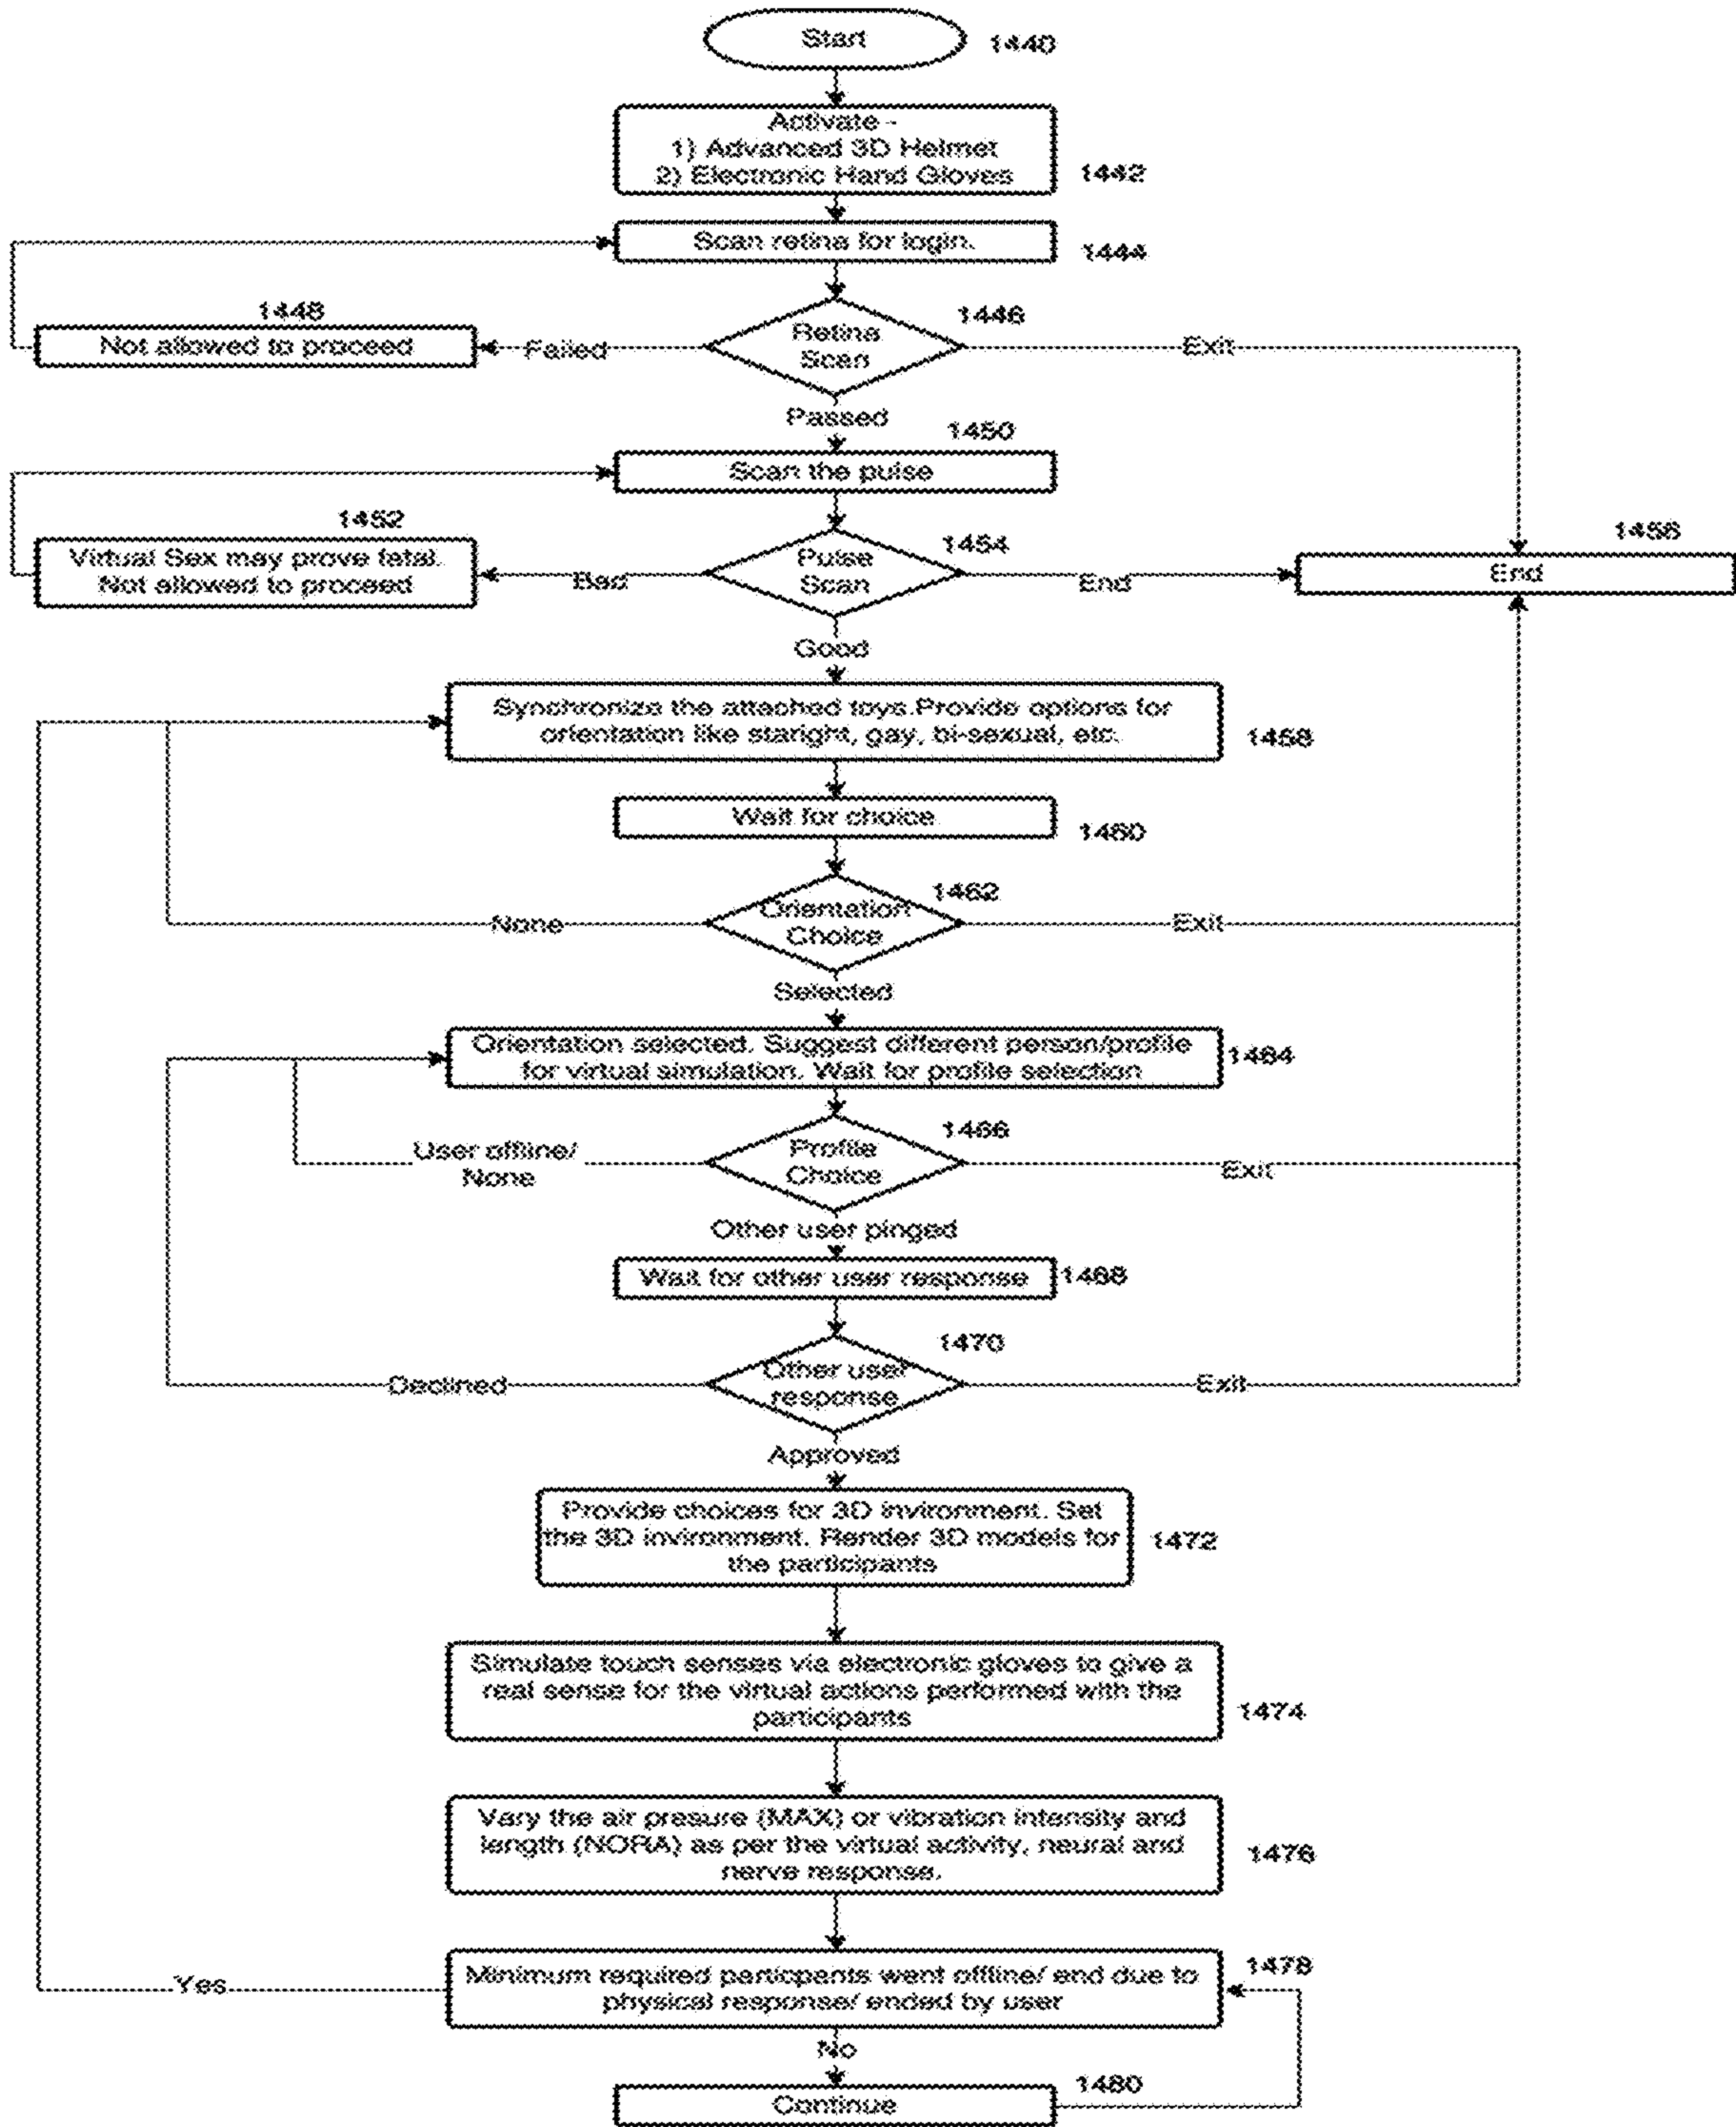 Start
1440
Activate -
1) Advanced 3D Helmet
2) Electronic Hand Gloves
1442
Scan retina for login.
1444
1448
Not allowed to proceed
Failed
Retina
Scan
1446
Exit
Passed
1450
Scan the pulse
1452
Virtual Sex may prove fatal.
Not allowed to proceed
Bad
Pulse
Scan
1454
End
1456
End
Good
Synchronize the attached toys.Provide options for
orientation like staright, gay, bi-sexual, etc.
1458
Wait for choice
1460
None
Orientation
Choice
1462
Exit
Selected
Orientation selected. Suggest different person/profile
for virtual simulation. Wait for profile selection
1464
User offline/
None
Profile
Choice
1466
Exit
Other user pinged
Wait for other user response
1468
Declined
Other user
response
1470
Exit
Approved
Provide choices for 3D invironment. Set
the 3D invironment. Render 3D models for
the participants
1472
Simulate touch senses via electronic gloves to give a
real sense for the virtual actions performed with the
participants
1474
Vary the air presure (MAX) or vibration intensity and
length (NORA) as per the virtual activity, neural and
nerve response.
1476
Yes
Minimum required particpants went offline/ end due to
physical response/ ended by user
1478
No
Continue
1480